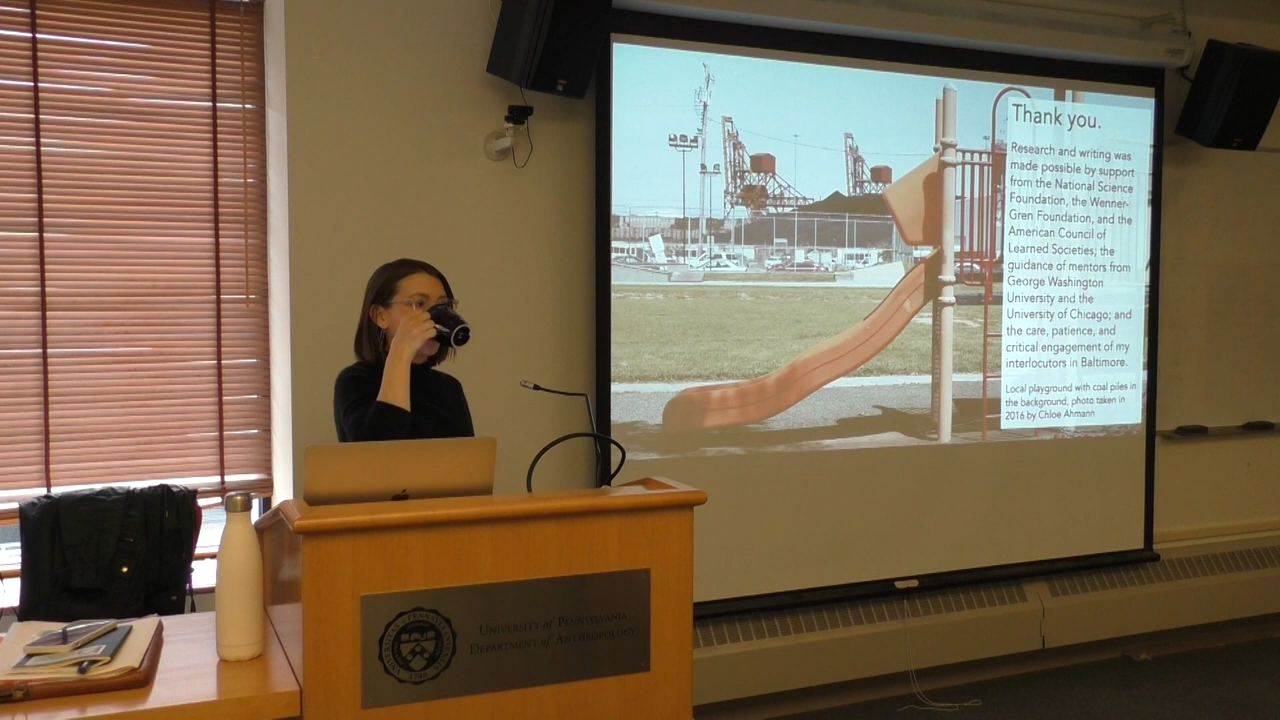 Thank you.
Research and writing was
made possible by support
from the National Science
Foundation, the Wenner-
Gren Foundation, and the
American Council of
Learned Societies; the
guidance of mentors from
George Washington
University and the
University of Chicago; and
the care, patience, and
critical engagement of my
interlocutors in Baltimore.
Local playground with coal piles in
the background, photo taken in
2016 by Chloe Ahmann
University of Pennsylvania
Department of Anthropology
1740